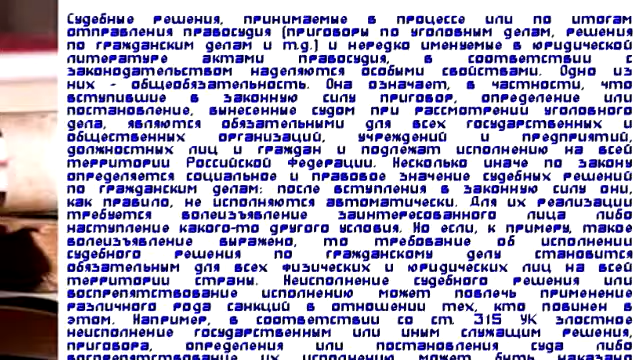 Судебные решения, принимаемые в процессе или по итогам
отправления правосудия (приговоры по уголовным делам, решения
по гражданским делам и т.д.) и нередко именуемые в юридической
литературе актами правосудия, в соответствии с
законодательством наделяются особыми свойствами. Одно из
них - общеобязательность. Она означает, в частности, что
вступившие в законную силу приговор, определение или
постановление, вынесенные судом при рассмотрении уголовного
дела, являются обязательными для всех государственных и
общественных организаций, учреждений и предприятий,
должностных лиц и граждан и подлежат исполнению на всей
территории Российской Федерации. Несколько иначе по закону
определяется социальное и правовое значение судебных решений
по гражданским делам: после вступления в законную силу они,
как правило, не исполняются автоматически. Для их реализации
требуется волеизъявление заинтересованного лица либо
наступление какого-то другого условия. Но если, к примеру, такое
волеизъявление выражено, то требование об исполнении
судебного решения по гражданскому делу становится
обязательным для всех физических и юридических лиц на всей
территории страны. Неисполнение судебного решения или
воспрепятствование исполнению может повлечь применение
различного рода санкций в отношении тех, кто повинен в
этом. Например, в соответствии со ст. 315 УК злостное
неисполнение государственным или иным служащим решения,
приговора, определения или постановления суда либо
воспрепятствование их исполнению может быть наказано